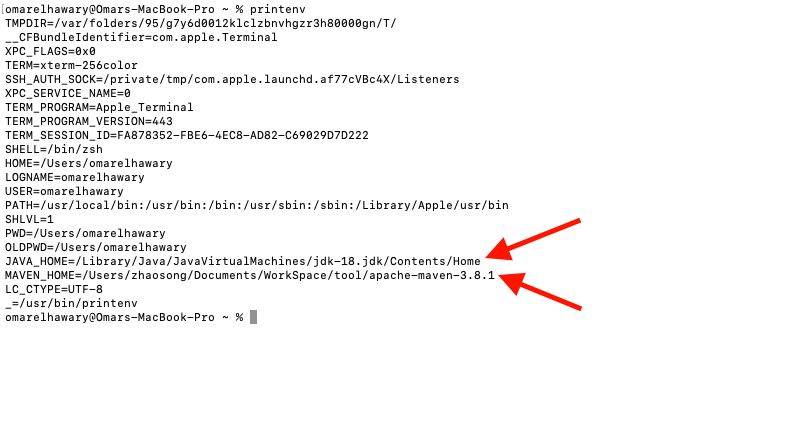 omarelhawary@Omars-MacBook-Pro ~ % printenv
TMPDIR=/var/folders/95/g7y6d0012klclzbnvhgzr3h80000gn/T/
__CFBundleIdentifier=com.apple.Terminal
XPC_FLAGS=0x0
TERM=xterm-256color
SSH_AUTH_SOCK=/private/tmp/com.apple.launchd.af77cVBc4X/Listeners
XPC_SERVICE_NAME=0
TERM_PROGRAM=Apple_Terminal
TERM_PROGRAM_VERSION=443
TERM_SESSION_ID=FA878352-FBE6-4EC8-AD82-C69029D7D222
SHELL=/bin/zsh
HOME=/Users/omarelhawary
LOGNAME=omarelhawary
USER=omarelhawary
PATH=/usr/local/bin:/usr/bin:/bin:/usr/sbin:/sbin:/Library/Apple/usr/bin
SHLVL=1
PWD=/Users/omarelhawary
OLDPWD=/Users/omarelhawary
JAVA_HOME=/Library/Java/JavaVirtualMachines/jdk-18.jdk/Contents/Home
MAVEN_HOME=/Users/zhaosong/Documents/WorkSpace/tool/apache-maven-3.8.1
LC_CTYPE=UTF-8
_=/usr/bin/printenv
omarelhawary@Omars-MacBook-Pro ~ %